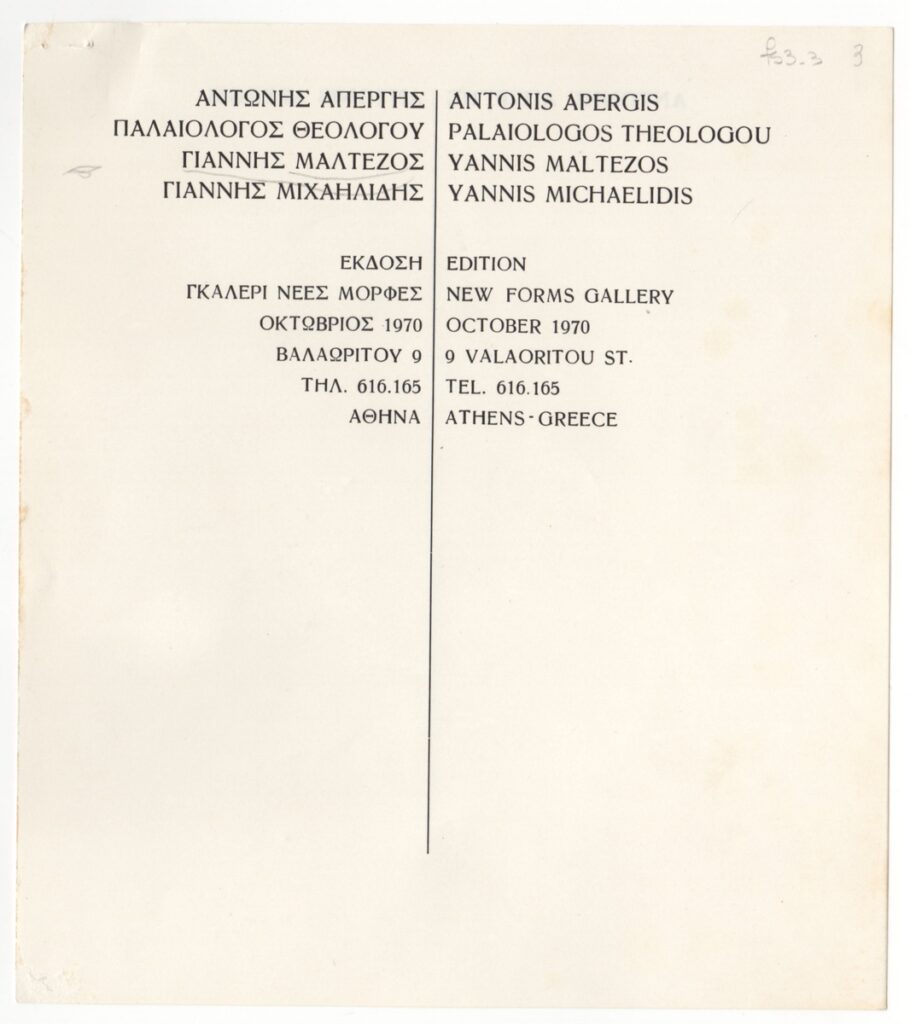 ΑΝΤΩΝΗΣ ΑΠΕΡΓΗΣ
ΠΑΛΑΙΟΛΟΓΟΣ ΘΕΟΛΟΓΟΥ
ΓΙΑΝΝΗΣ ΜΑΛΤΕΖΟΣ
ΓΙΑΝΝΗΣ ΜΙΧΑΗΛΙΔΗΣ
ΕΚΔΟΣΗ
ΓΚΑΛΕΡΙ ΝΕΕΣ ΜΟΡΦΕΣ
ΟΚΤΩΒΡΙΟΣ 1970
ΒΑΛΑΩΡΙΤΟΥ 9
ΤΗΛ. 616.165
ΑΘΗΝΑ
ANTONIS APERGIS
PALAIOLOGOS THEOLOGOU
YANNIS MALTEZOS
YANNIS MICHAELIDIS
EDITION
NEW FORMS GALLERY
OCTOBER 1970
9 VALAORITOU ST.
TEL. 616.165
ATHENS-GREECE